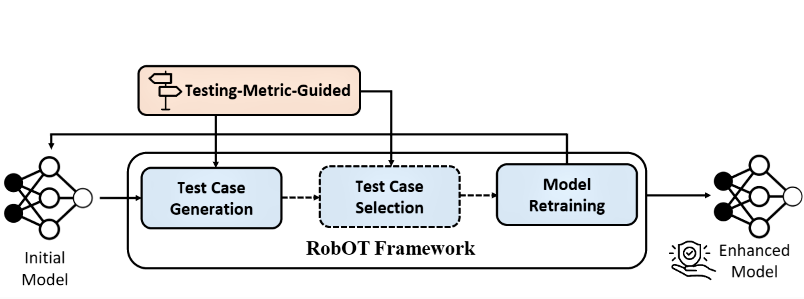 Testing-Metric-Guided
Test Case
Generation
Test Case
Selection
Model
Retraining
RobOT Framework
Initial
Model
Enhanced
Model